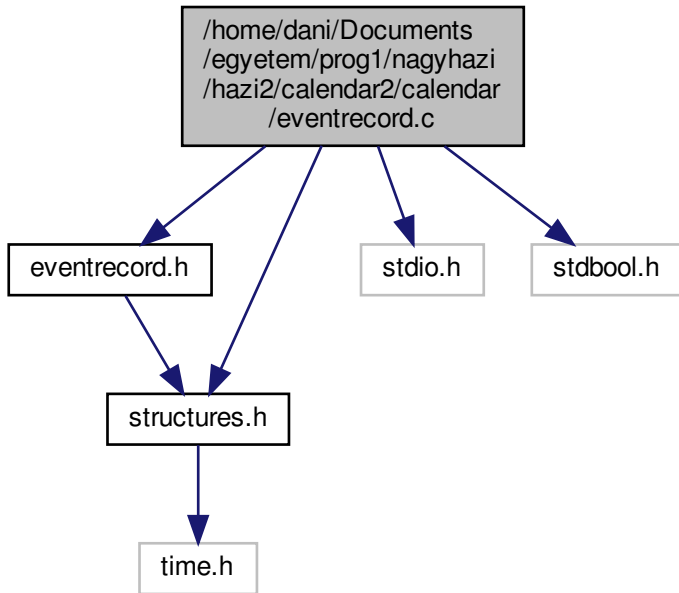 /home/dani/Documents
/egyetem/prog1/nagyhazi
/hazi2/calendar2/calendar
/eventrecord.c
eventrecord.h
stdio.h
stdbool.h
structures.h
time.h